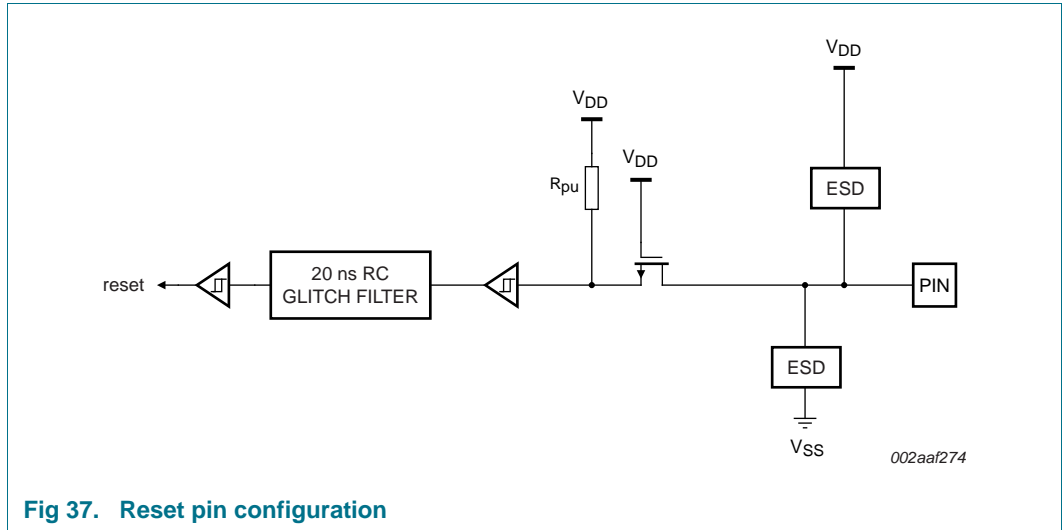 VDD
VDD
VDD
Rpu
ESD
reset
20 ns RC
GLITCH FILTER
PIN
ESD
VSS
002aaf274
Fig 37. Reset pin configuration